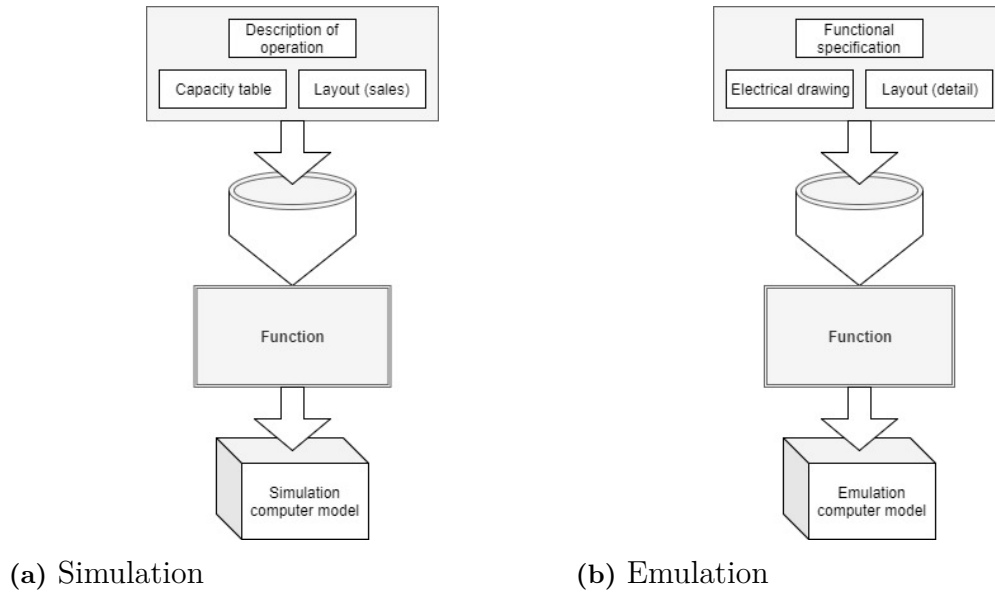 Description of
operation
Capacity table
Layout (sales)
Function
Simulation
computer model
(a) Simulation
Functional
specification
Electrical drawing
Layout (detail)
Function
Emulation
computer model
(b) Emulation